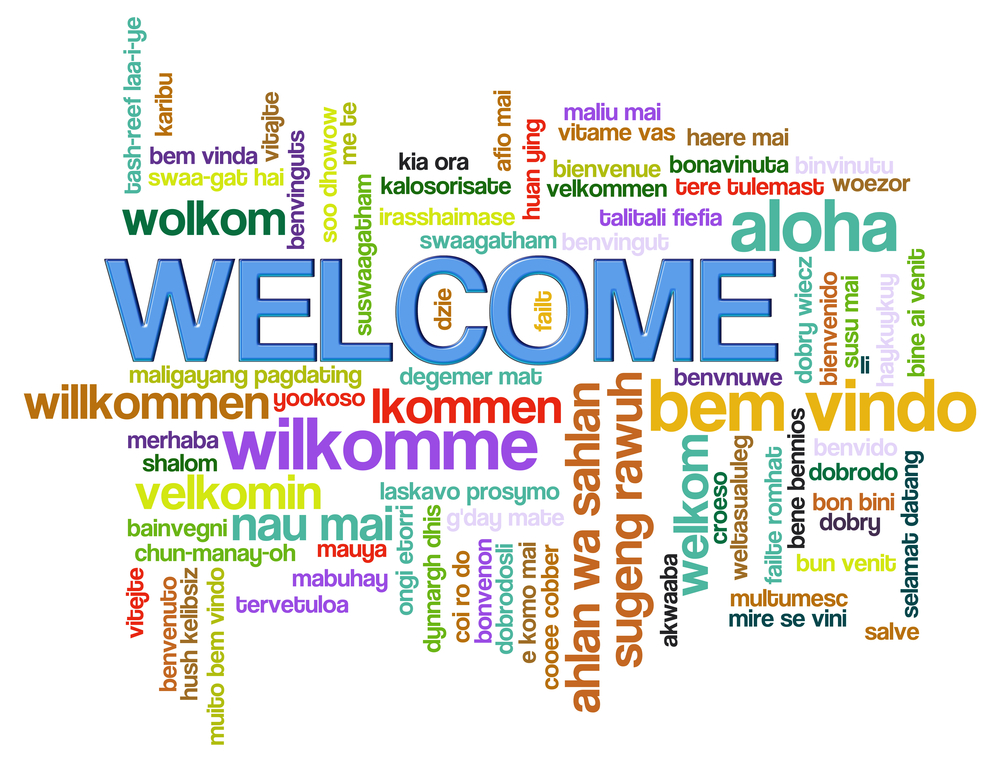 tash-reef laa-i-ye
karibu
vitajte
bem vinda
swaa-gat hai
benvinguts
soo dhowow
me te
wolkom
suswaagatham
kia ora
kalosorisate
irasshaimase
swaagatham
afio mai
huan ying
maliu mai
vitame vas
haere mai
bienvenue
bonavinuta
binvinutu
velkommen
tere tulemast
woezor
talitali fiefia
benvingut
aloha
WELCOME
dzie
failt
dobry wiecz
bienvenido
susu mai
li
haykuykuy
bine ai venit
maligayang pagdating
degemer mat
benvnuwe
willkommen
yookoso
lkommen
bem vindo
merhaba
shalom
wilkomme
velkomin
laskavo prosymo
bainvegni
nau mai
g'day mate
chun-manay-oh
mauya
mabuhay
tervetuloa
vitejte
benvenuto
hush kelibsiz
muito bem vindo
ongi etorri
dynnargh dhis
coi ro do
bonvenon
dobrodosli
e komo mai
cooee cobber
ahlan wa sahlan
sugeng rawuh
akwaaba
welkom
croeso
weltasualuleg
failte romhat
bene bennios
benvido
dobrodo
bon bini
dobry
selamat datang
bun venit
multumesc
mire se vini
salve